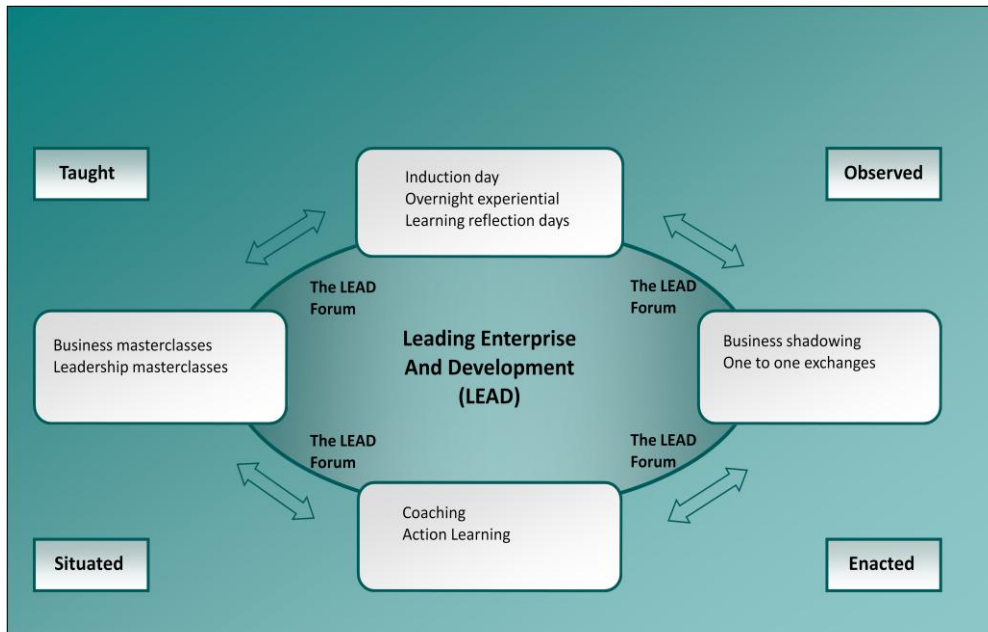 Taught
Induction day
Overnight experiential
Learning reflection days
Observed
The LEAD
Forum
The LEAD
Forum
Business masterclasses
Leadership masterclasses
Leading Enterprise
And Development
(LEAD)
Business shadowing
One to one exchanges
The LEAD
Forum
The LEAD
Forum
Coaching
Action Learning
Situated
Enacted